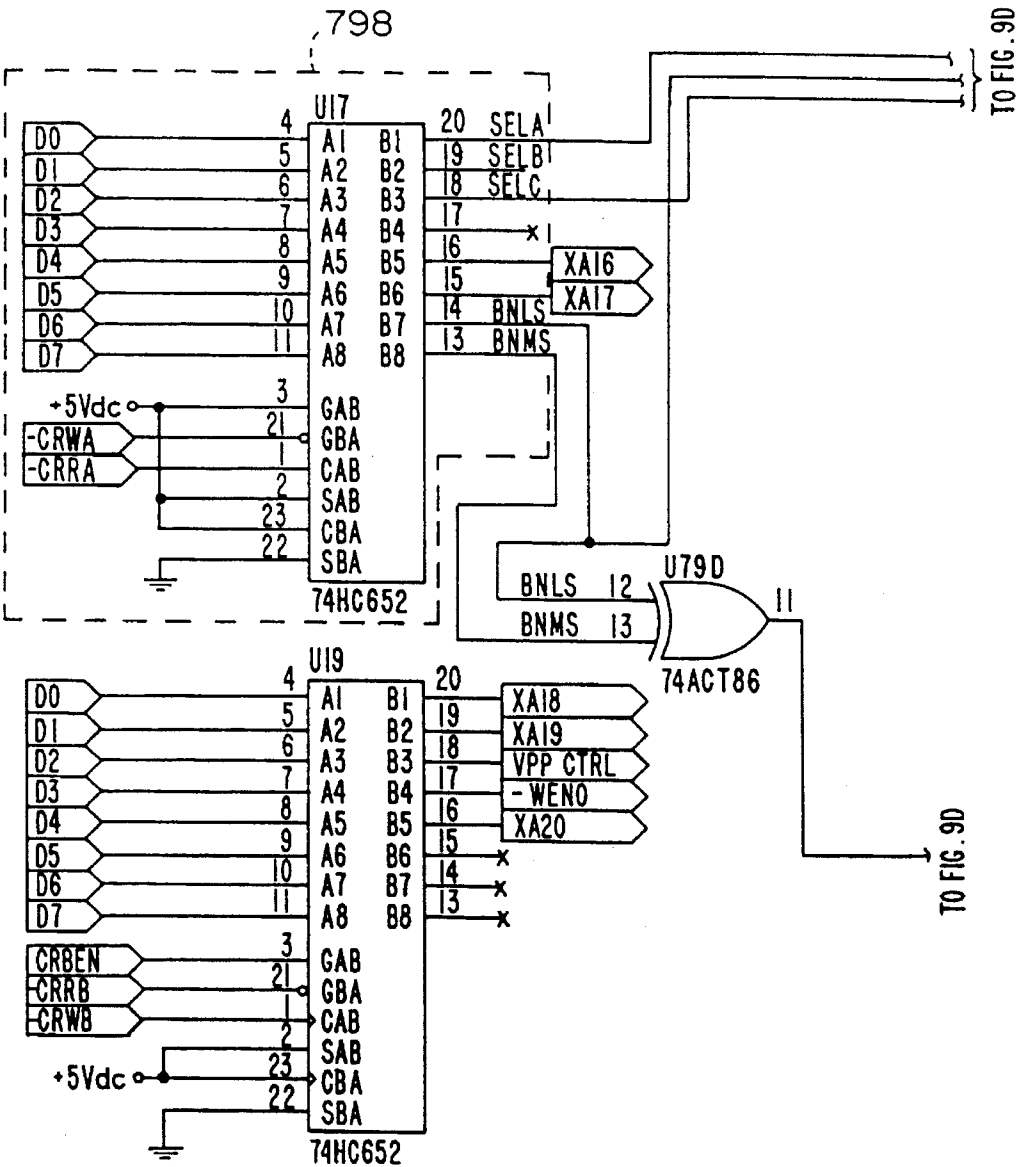 798
TO FIG. 9D
U17
D0 4 A1 B1 20 SELA
D1 5 A2 B2 19 SELB
D2 6 A3 B3 18 SELC
D3 7 A4 B4 17 x
D4 8 A5 B5 16 XA16
D5 9 A6 B6 15 XA17
D6 10 A7 B7 14 BNLS
D7 11 A8 B8 13 BNMS
+5Vdc 3 GAB
-CRWA 21 GBA
-CRRA 1 CAB
2 SAB
23 CBA
22 SBA
74HC652
U79D
BNLS 12 11
BNMS 13
74ACT86
U19
D0 4 A1 B1 20 XA18
D1 5 A2 B2 19 XA19
D2 6 A3 B3 18 VPP CTRL
D3 7 A4 B4 17 -WENO
D4 8 A5 B5 16 XA20
D5 9 A6 B6 15 x
D6 10 A7 B7 14 x
D7 11 A8 B8 13 x
CRBEN 3 GAB
-CRRB 21 GBA
-CRWB 1 CAB
2 SAB
+5Vdc 23 CBA
22 SBA
74HC652
TO FIG. 9D